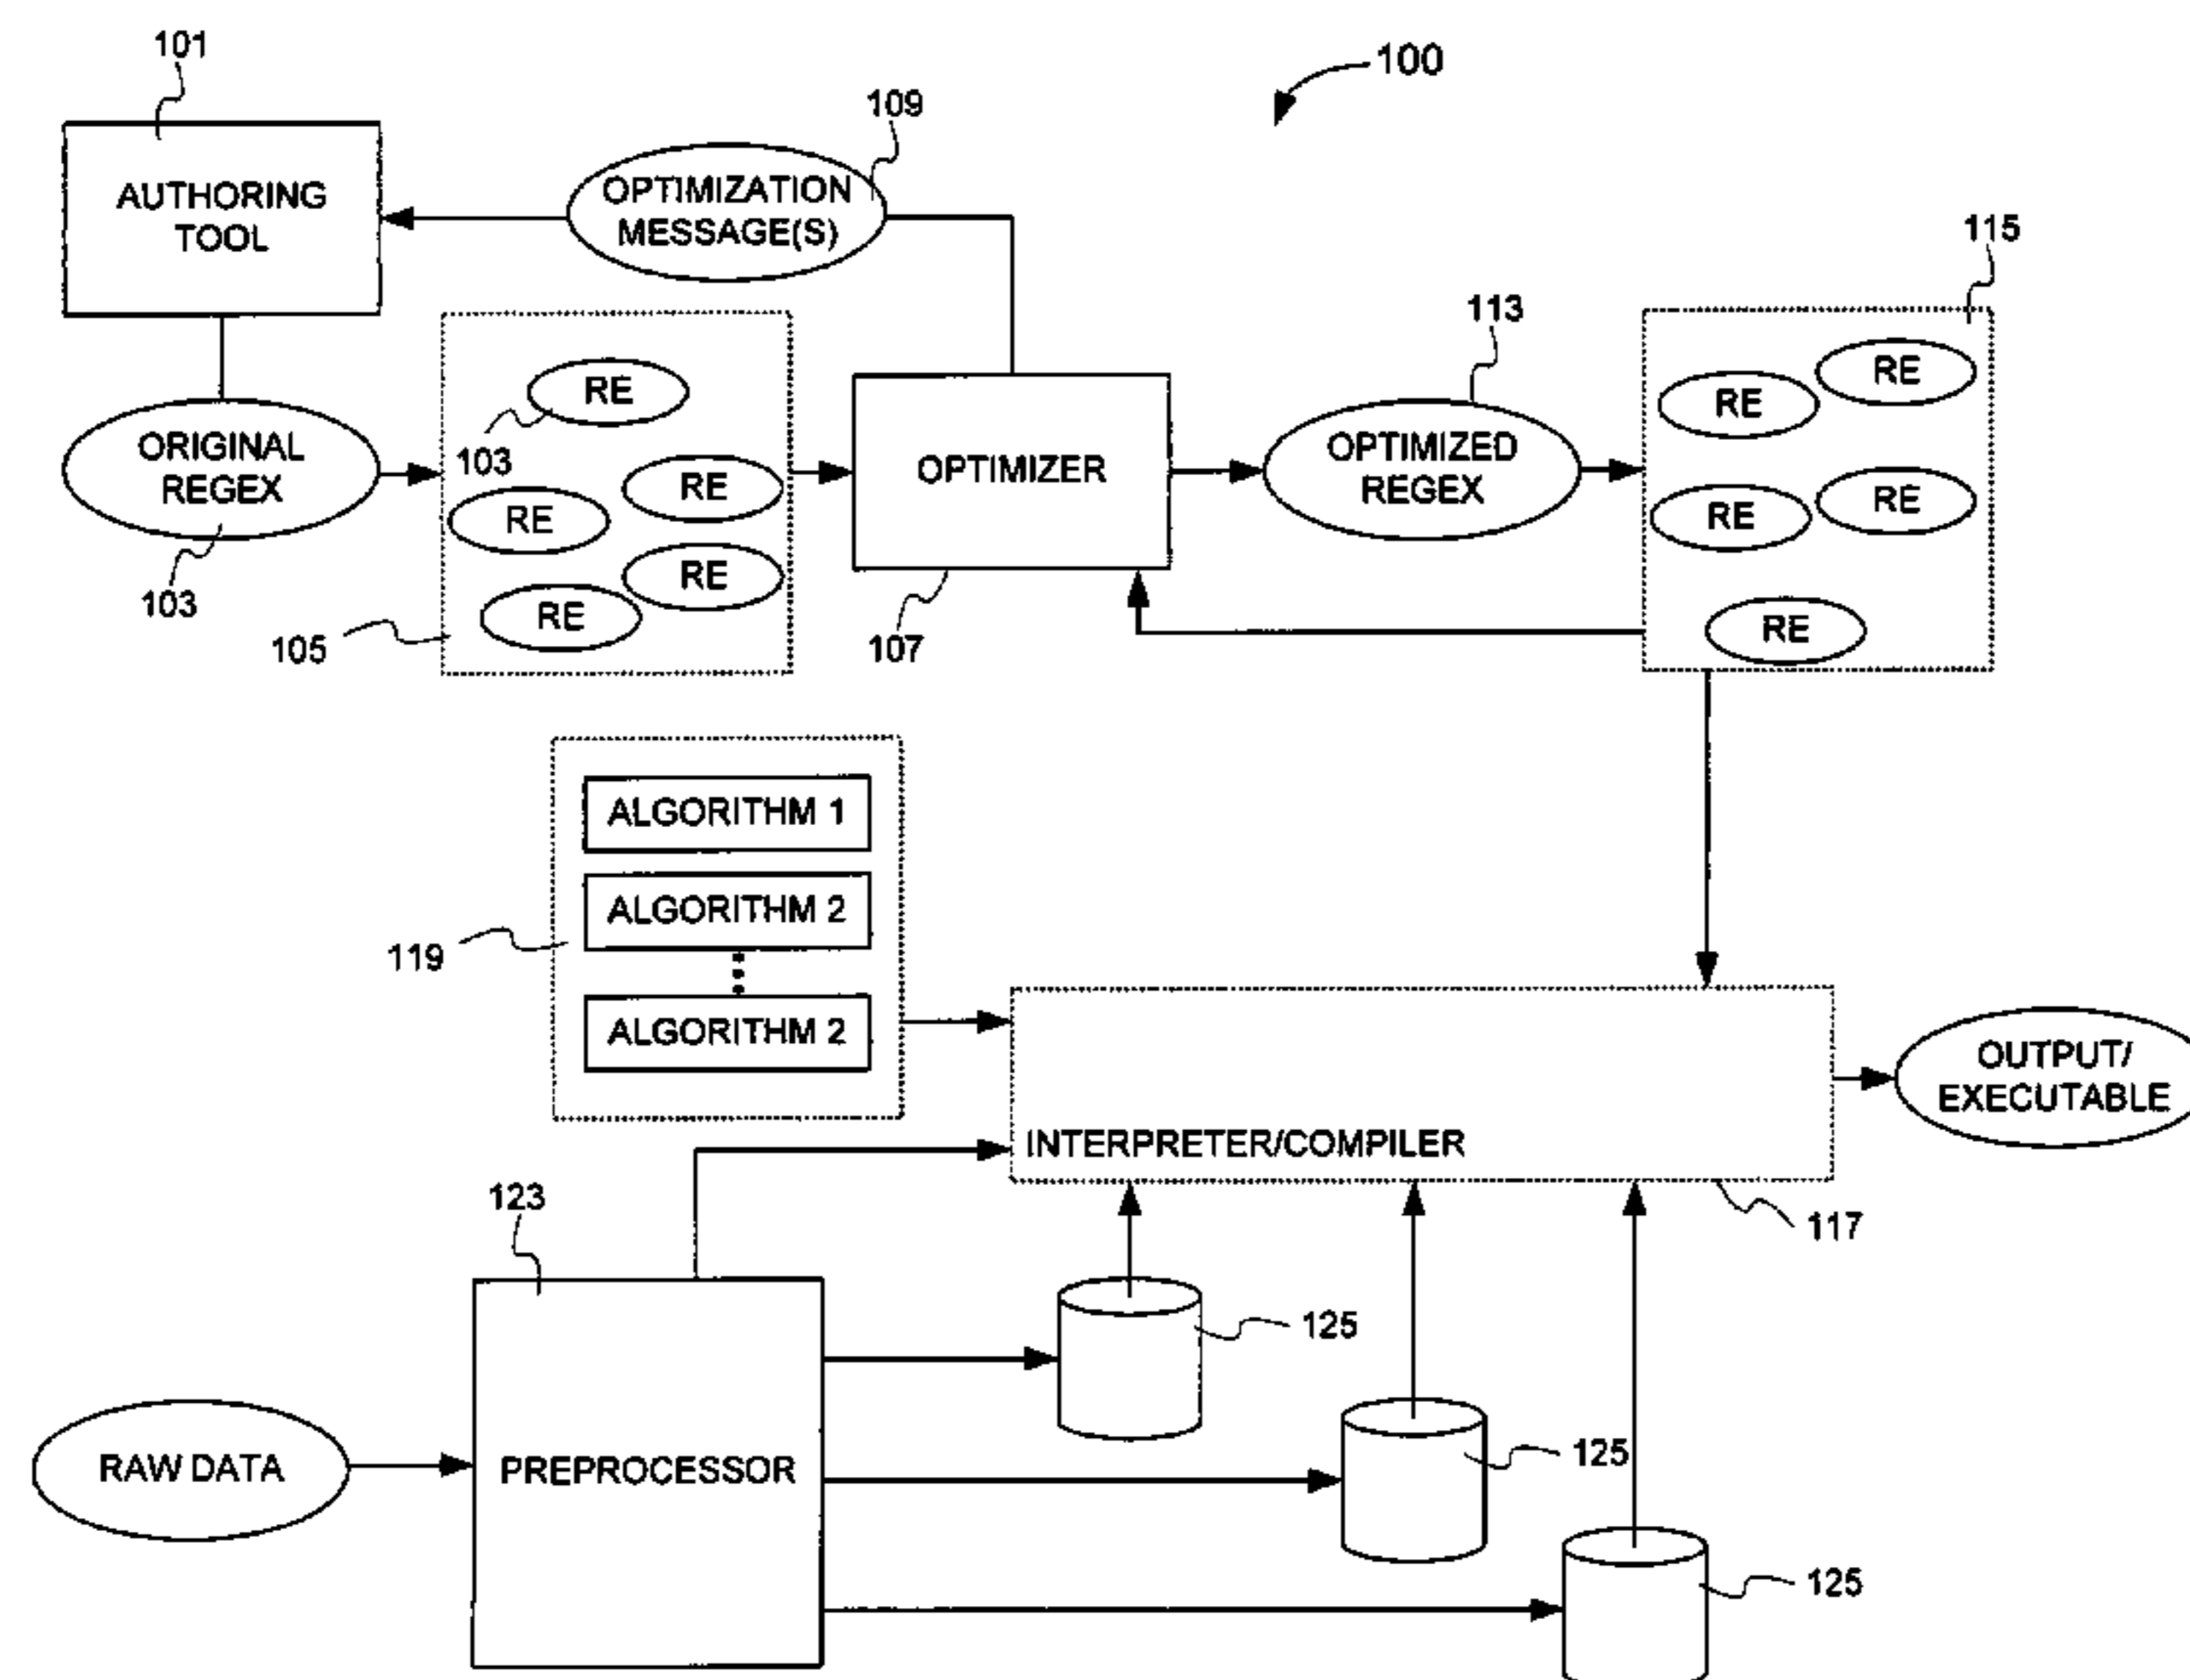 101
100
109
AUTHORING
TOOL
OPTIMIZATION
MESSAGE(S)
115
113
RE
RE
RE
103
ORIGINAL
REGEX
RE
RE
OPTIMIZER
OPTIMIZED
REGEX
RE
RE
RE
RE
103
105
107
RE
ALGORITHM 1
ALGORITHM 2
119
ALGORITHM 2
OUTPUT/
EXECUTABLE
INTERPRETER/COMPILER
123
117
125
RAW DATA
PREPROCESSOR
125
125